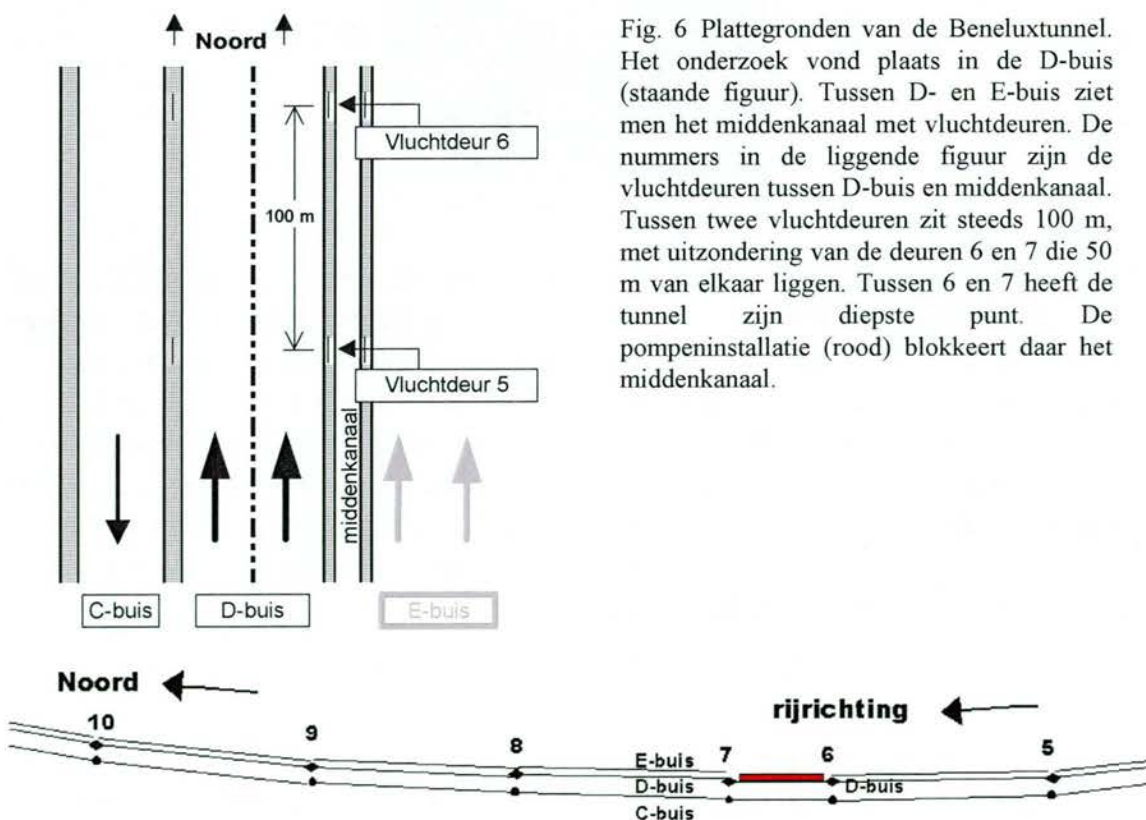 Noord
Vluchtdeur 6
100 m
Vluchtdeur 5
middenkanaal
C-buis
D-buis
E-buis
Fig. 6 Plattegronden van de Beneluxtunnel.
Het onderzoek vond plaats in de D-buis
(staande figuur). Tussen D- en E-buis ziet
men het middenkanaal met vluchtdeuren. De
nummers in de liggende figuur zijn de
vluchtdeuren tussen D-buis en middenkanaal.
Tussen twee vluchtdeuren zit steeds 100 m,
met uitzondering van de deuren 6 en 7 die 50
m van elkaar liggen. Tussen 6 en 7 heeft de
tunnel zijn diepste punt. De
pompeninstallatie (rood) blokkeert daar het
middenkanaal.
Noord
rijrichting
10 9 8 7 6 5
E-buis
D-buis D-buis
C-buis